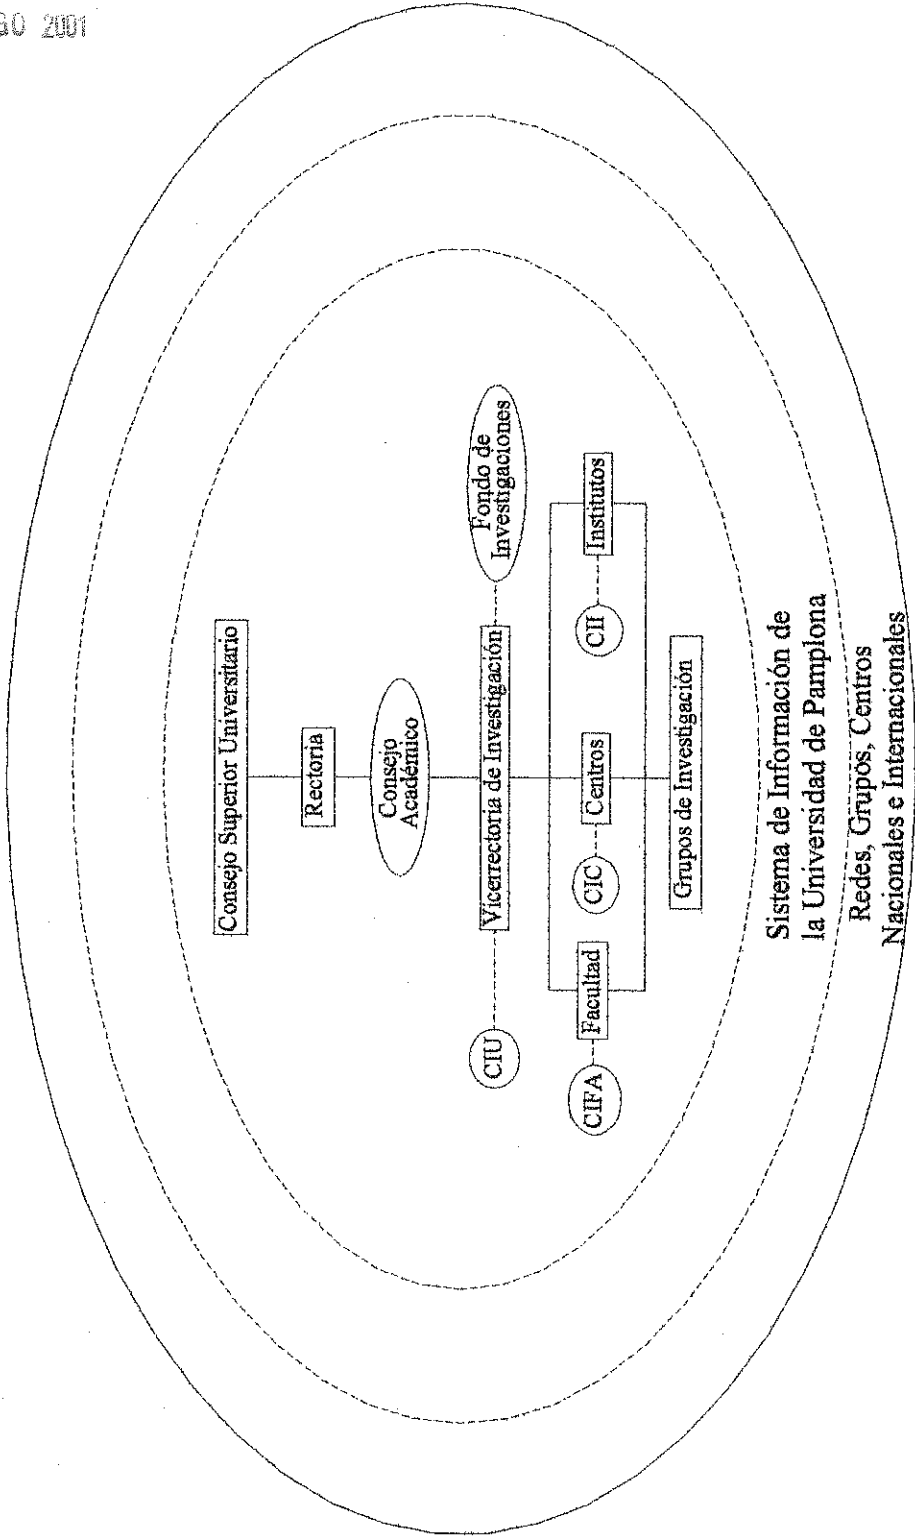 GO 2001
Consejo Superior Universitario
Rectoria
Consejo
Académico
Vicerrectoria de Investigación
Fondo de
Investigaciones
CIU
CIFA
Facultad
CIC
Centros
CII
Institutos
Grupos de Investigación
Sistema de Información de
la Universidad de Pamplona
Redes, Grupos, Centros
Nacionales e Internacionales